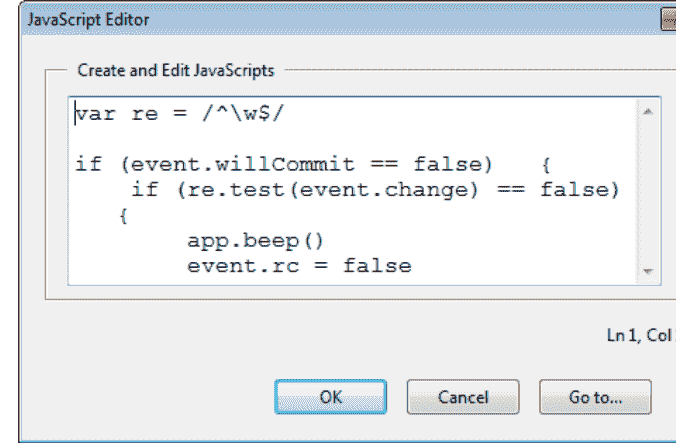 JavaScript Editor
Create and Edit JavaScripts
var re = /^\w$/
if (event.willCommit == false)   {
     if (re.test(event.change) == false)
    {
          app.beep()
          event.rc = false
Ln 1, Col
OK
Cancel
Go to...